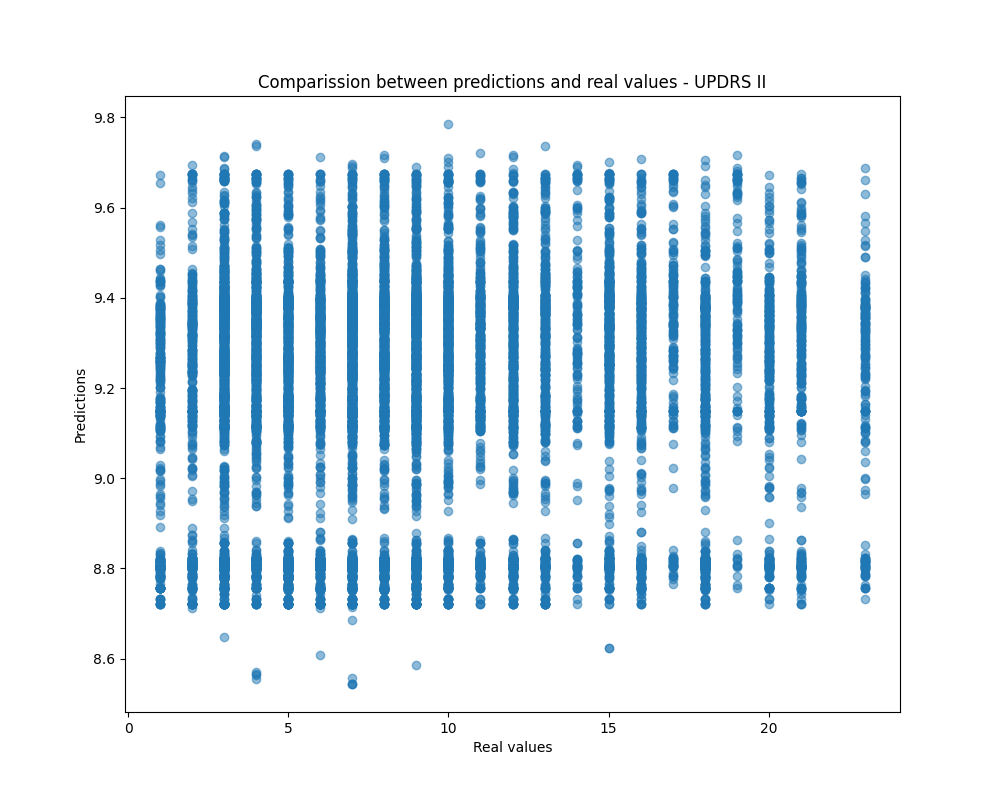 Comparission between predictions and real values - UPDRS II
9.8
9.6
9.4
9.2
9.0
8.8
8.6
Predictions
0 5 10 15 20
Real values